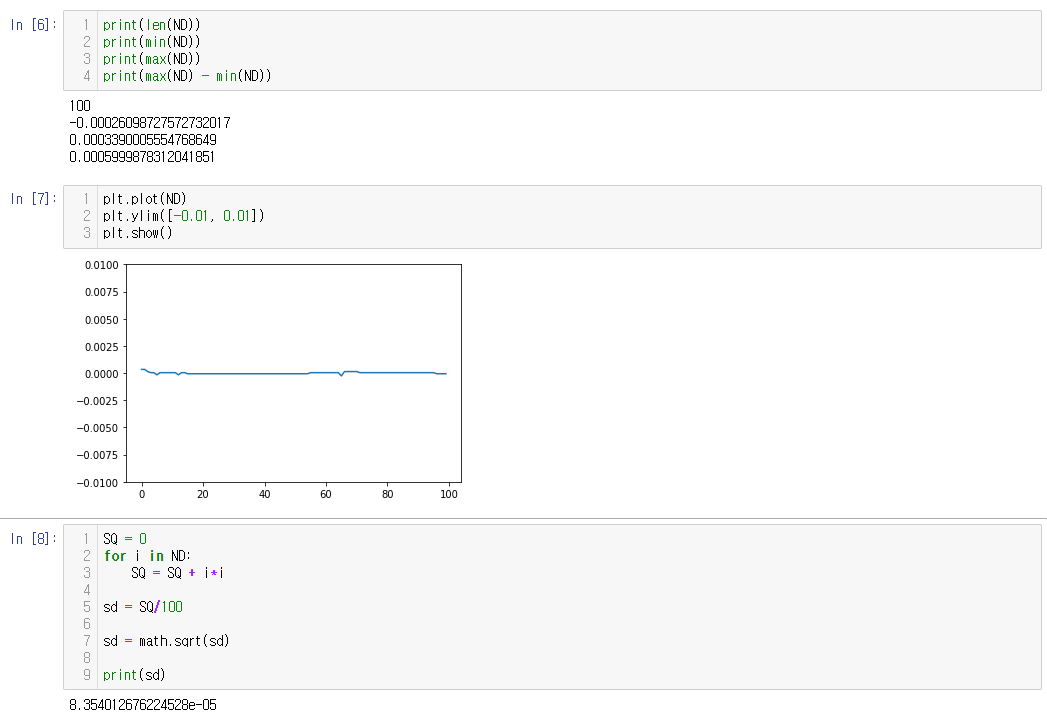 In [6]:
1 print(len(ND))
2 print(min(ND))
3 print(max(ND))
4 print(max(ND) - min(ND))
100
-0.00026098727572732017
0.0003390005554768649
0.0005999878312041851
In [7]:
1 plt.plot(ND)
2 plt.ylim([-0.01, 0.01])
3 plt.show()
0.0100
0.0075
0.0050
0.0025
0.0000
−0.0025
−0.0050
−0.0075
−0.0100
0 20 40 60 80 100
In [8]:
1 SQ = 0
2 for i in ND:
3     SQ = SQ + i*i
4
5 sd = SQ/100
6
7 sd = math.sqrt(sd)
8
9 print(sd)
8.354012676224528e-05